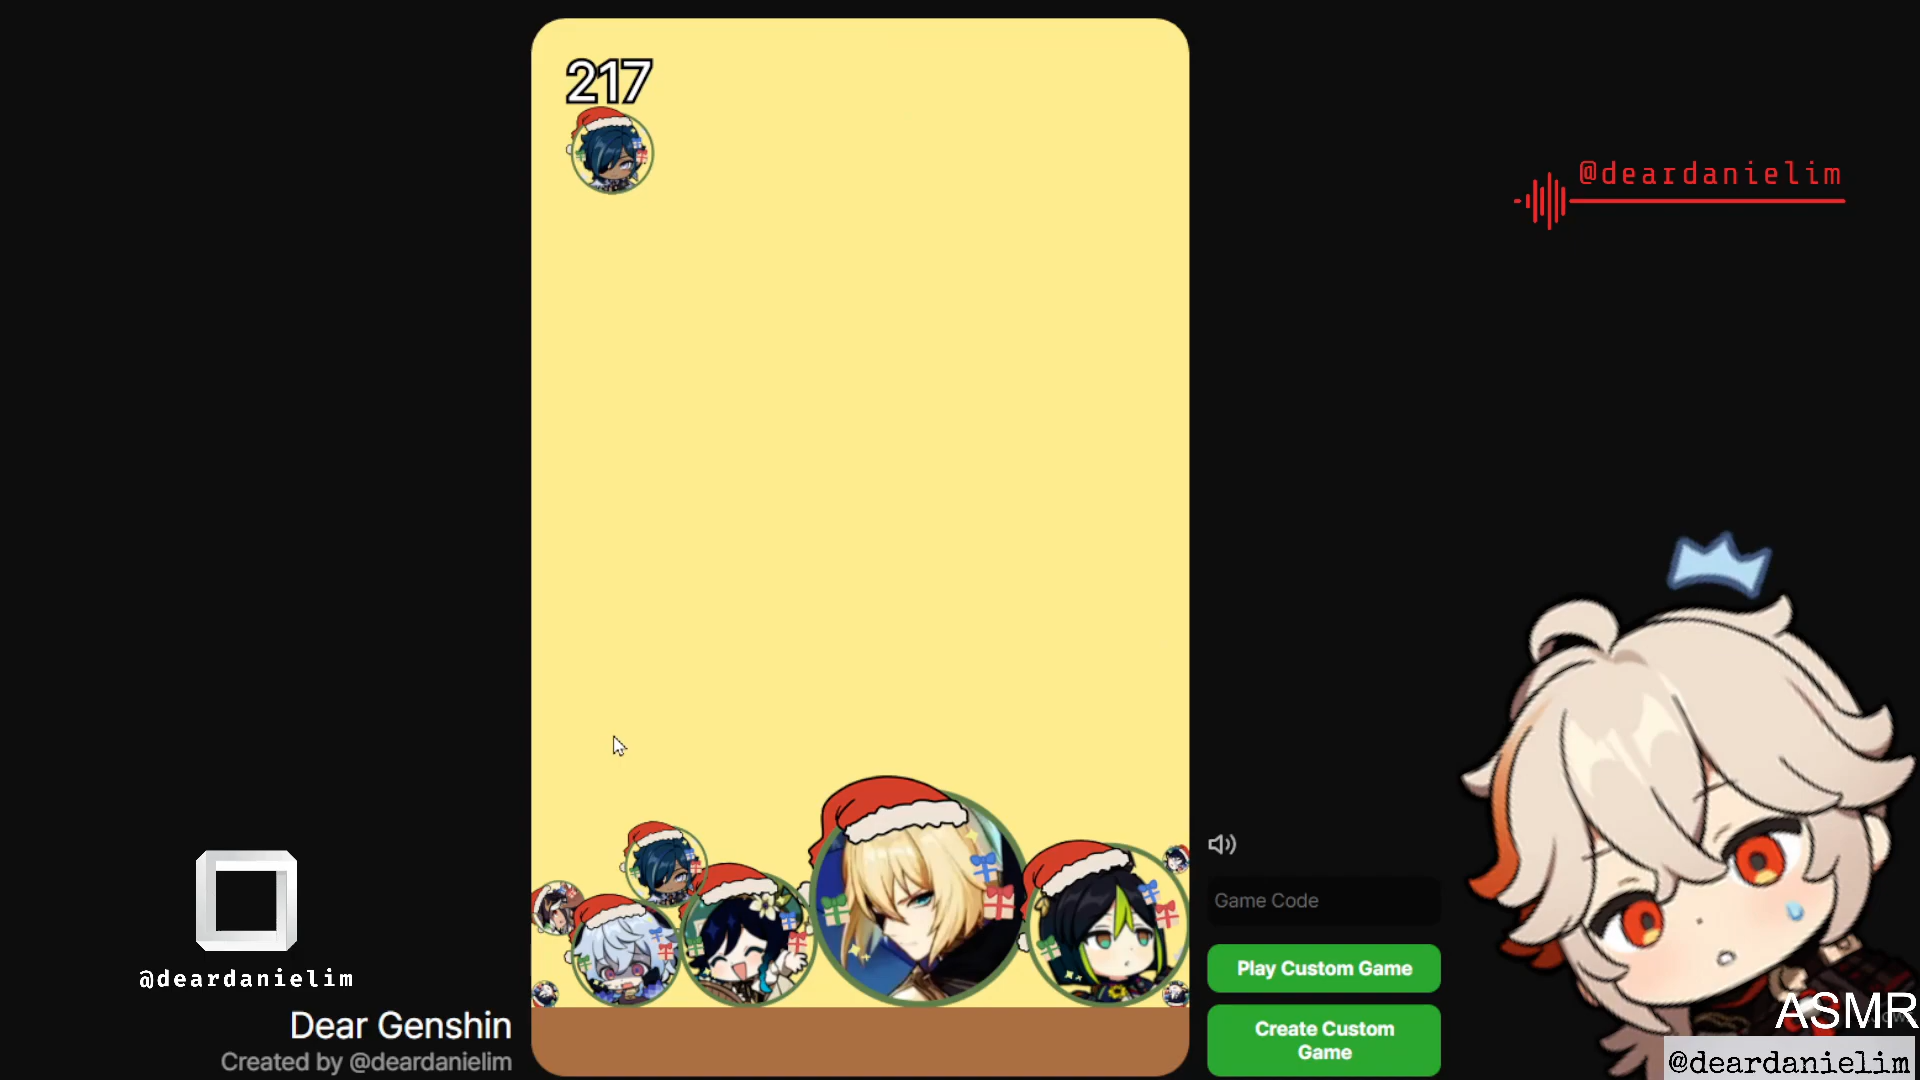 217
@deardanielim
@deardanielim
Dear Genshin
Created by @deardanielim
Game Code
Play Custom Game
Create Custom
Game
ASMR
@deardanielim